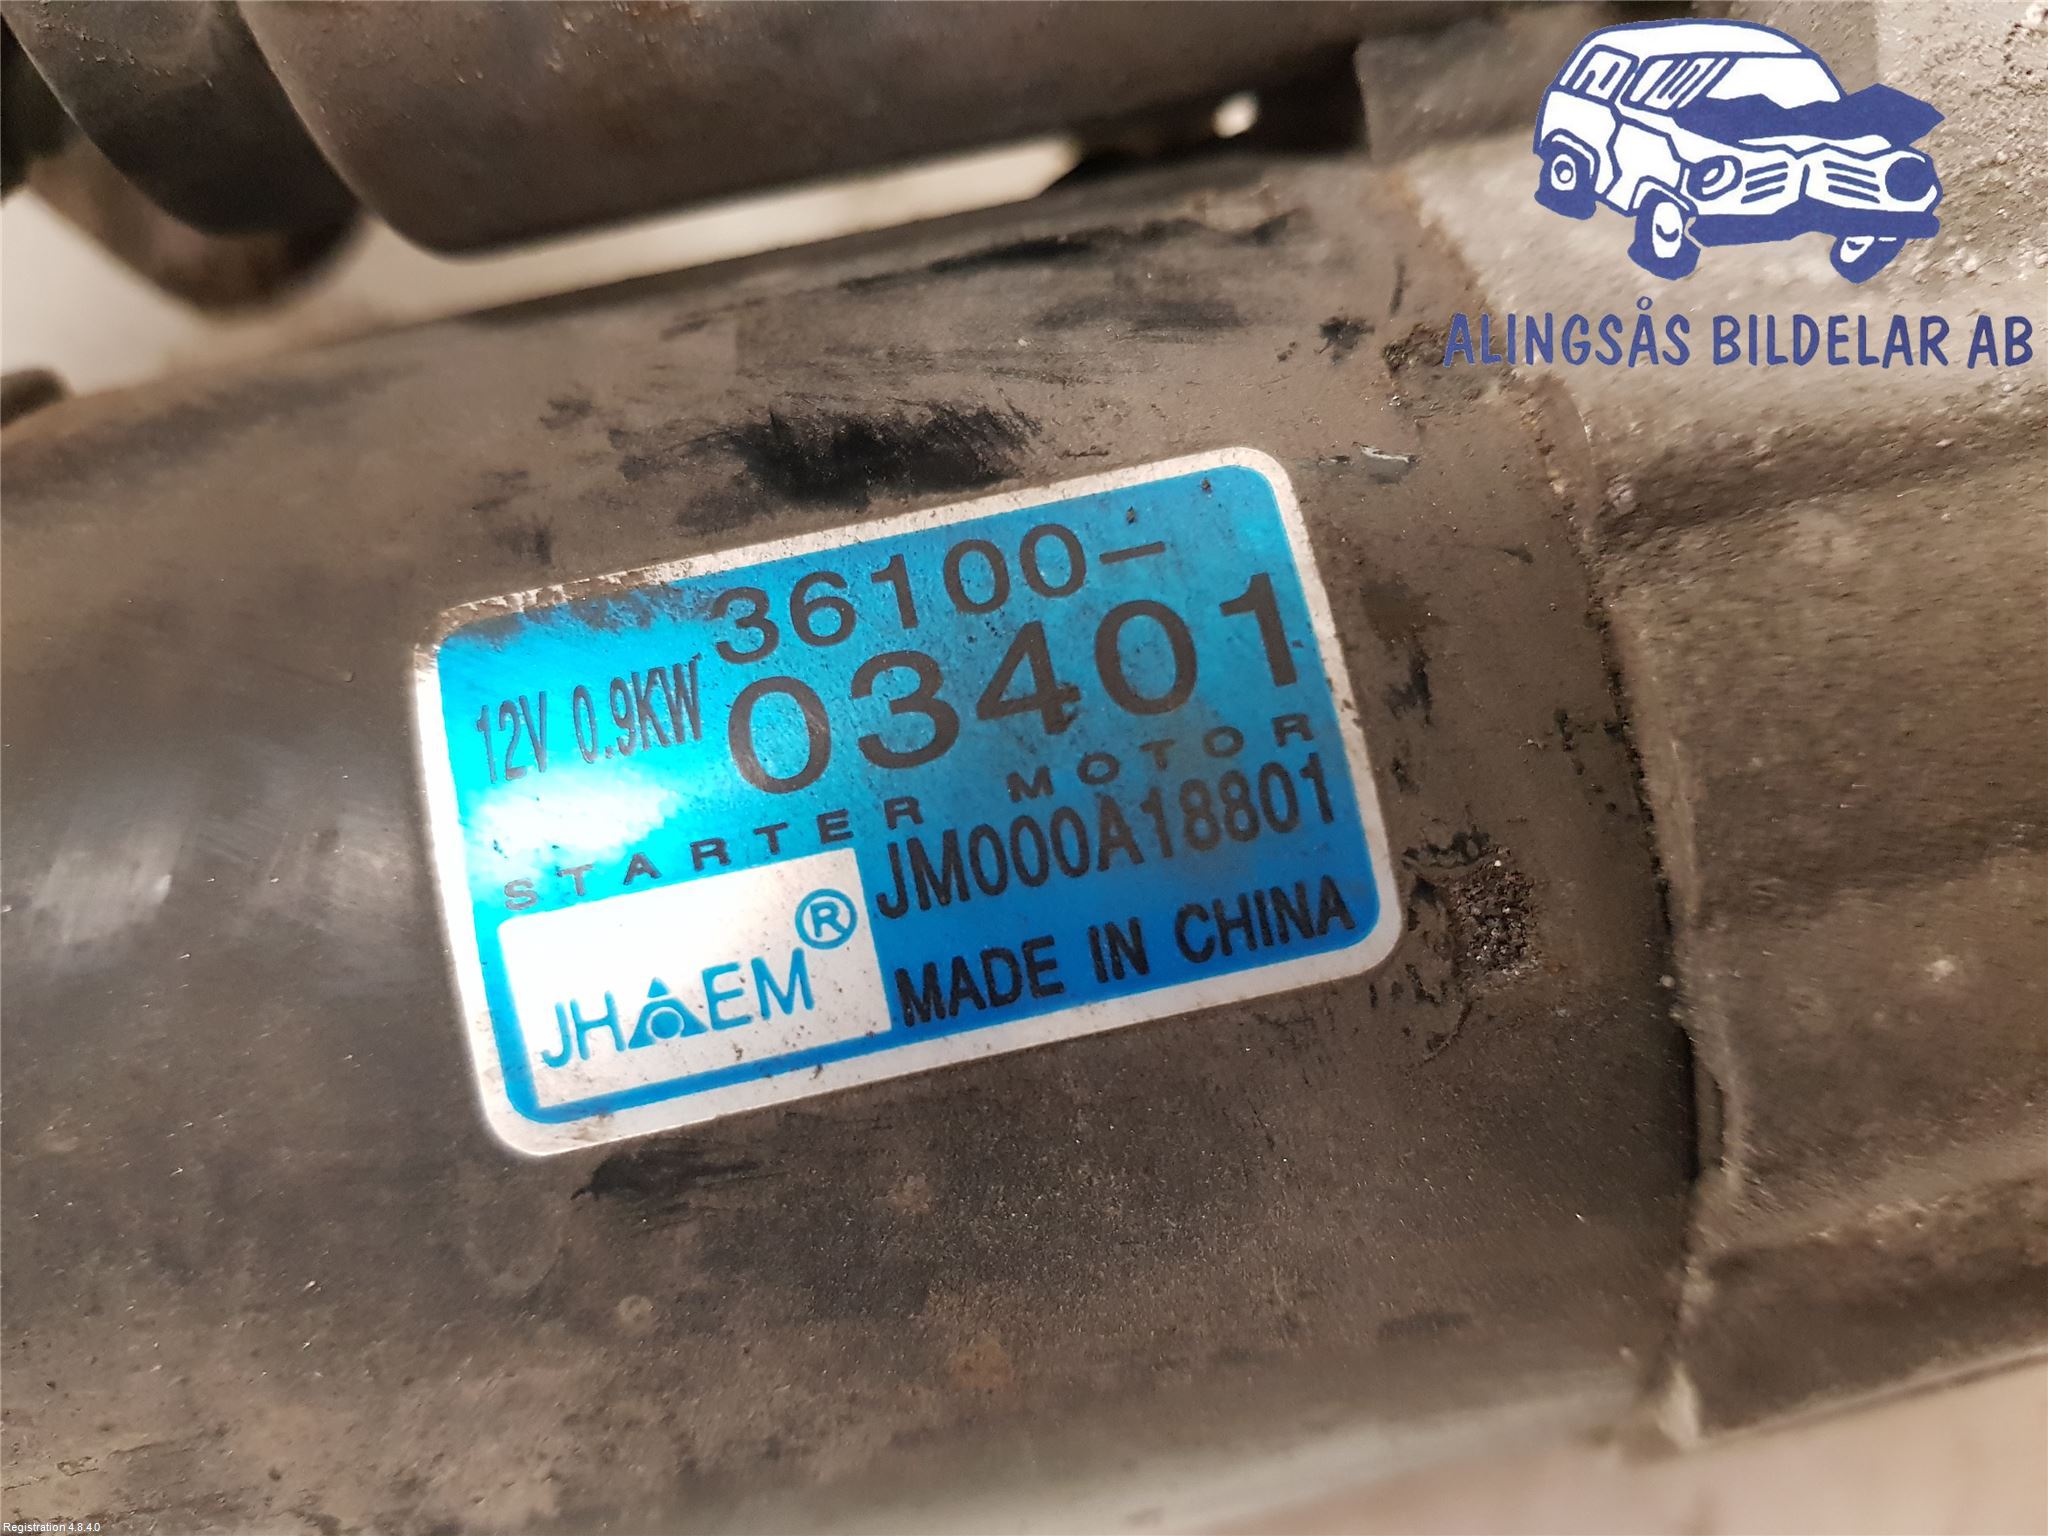 ALINGSÅS BILDELAR AB
36100-
12V 0.9KW 03401
STARTER MOTOR
JM000A18801
JHAEM®
MADE IN CHINA
Registration 4.8.4.0